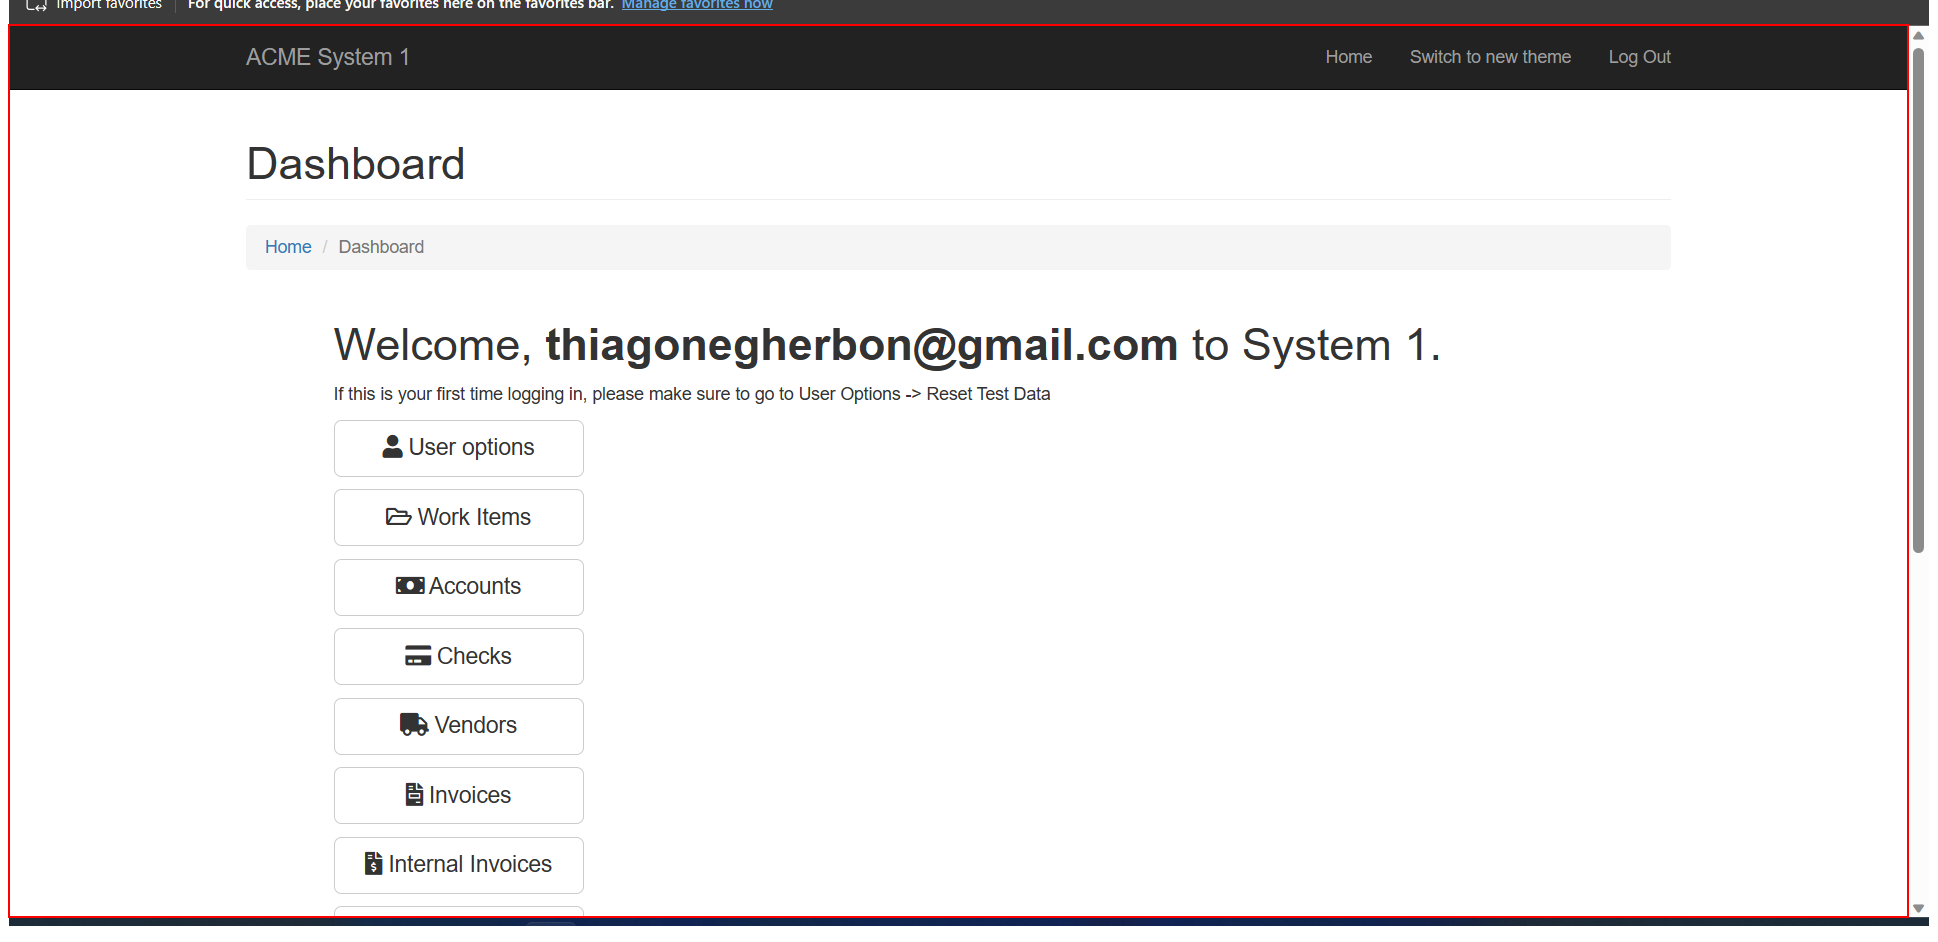 Import favorites For quick access, place your favorites here on the favorites bar. Manage favorites now
ACME System 1 Home Switch to new theme Log Out
Dashboard
Home / Dashboard
Welcome, thiagonegherbon@gmail.com to System 1.
If this is your first time logging in, please make sure to go to User Options -> Reset Test Data
User options
Work Items
Accounts
Checks
Vendors
Invoices
Internal Invoices